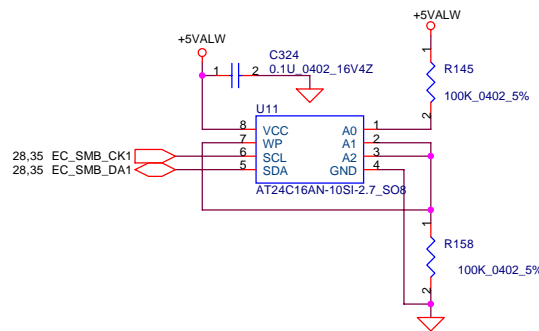 +5VALW
+5VALW
C324
1 2 0.1U_0402_16V4Z
1
R145
100K_0402_5%
2
U11
8 VCC A0 1
7 WP A1 2
28,35 EC_SMB_CK1 6 SCL A2 3
28,35 EC_SMB_DA1 5 SDA GND 4
AT24C16AN-10SI-2.7_SO8
1
R158
100K_0402_5%
2